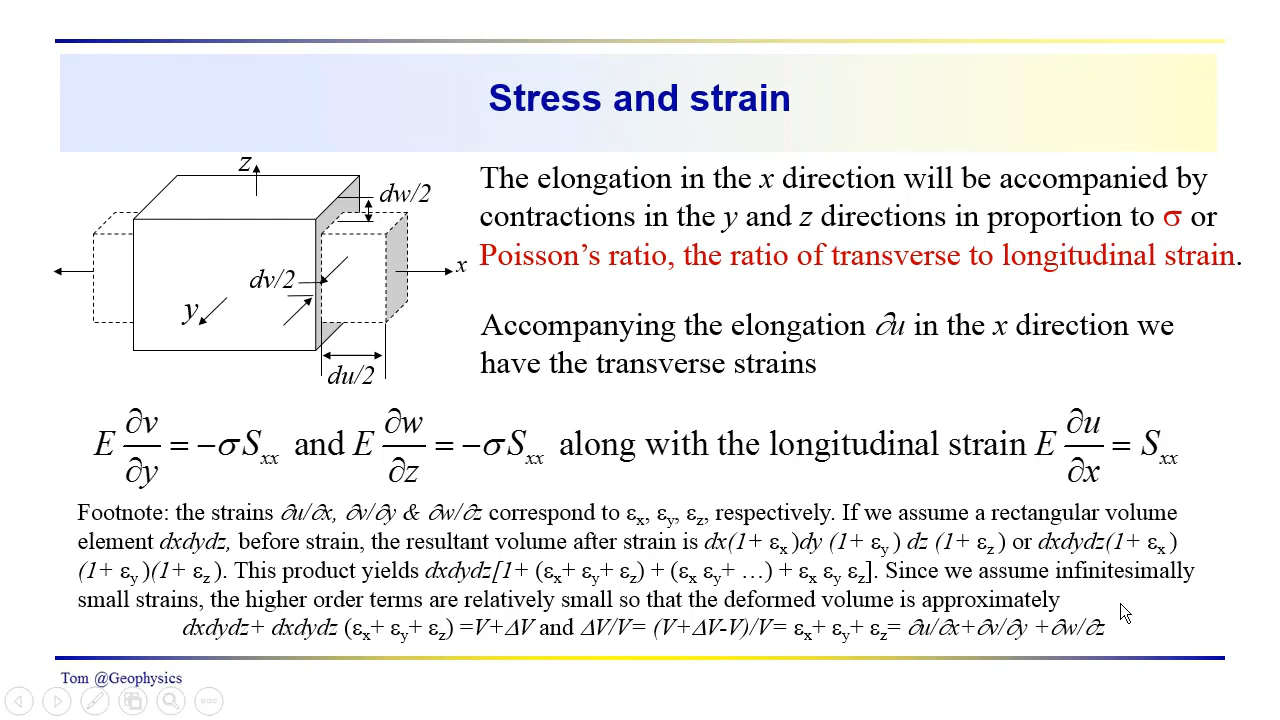 Stress and strain
z
dw/2
x
dv/2
y
du/2
The elongation in the x direction will be accompanied by
contractions in the y and z directions in proportion to σ or
Poisson's ratio, the ratio of transverse to longitudinal strain.
Accompanying the elongation ∂u in the x direction we
have the transverse strains
E ∂v/∂y = −σS_xx and E ∂w/∂z = −σS_xx along with the longitudinal strain E ∂u/∂x = S_xx
Footnote: the strains ∂u/∂x, ∂v/∂y & ∂w/∂z correspond to εx, εy, εz, respectively. If we assume a rectangular volume
element dxdydz, before strain, the resultant volume after strain is dx(1+ εx)dy (1+ εy) dz (1+ εz) or dxdydz(1+ εx)
(1+ εy)(1+ εz). This product yields dxdydz[1+ (εx+ εy+ εz) + (εx εy+ …) + εx εy εz]. Since we assume infinitesimally
small strains, the higher order terms are relatively small so that the deformed volume is approximately
dxdydz+ dxdydz (εx+ εy+ εz) =V+ΔV and ΔV/V= (V+ΔV-V)/V= εx+ εy+ εz= ∂u/∂x+∂v/∂y +∂w/∂z
Tom @Geophysics